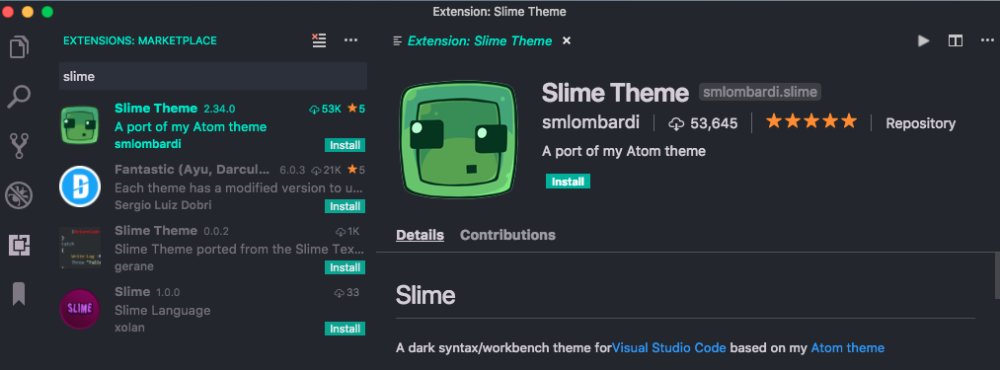 Extension: Slime Theme
EXTENSIONS: MARKETPLACE
slime
Slime Theme 2.34.0 53K ★5
A port of my Atom theme
smlombardi Install
Fantastic (Ayu, Darcul... 6.0.3 21K ★5
Each theme has a modified version to u...
Sergio Luiz Dobri Install
Slime Theme 0.0.2 1K
Slime Theme ported from the Slime Tex...
gerane Install
Slime 1.0.0 33
Slime Language
xoian Install
SLIME
Extension: Slime Theme
Slime Theme smlombardi.slime
smlombardi 53,645 ★★★★★ Repository
A port of my Atom theme
Install
Details Contributions
Slime
A dark syntax/workbench theme forVisual Studio Code based on my Atom theme